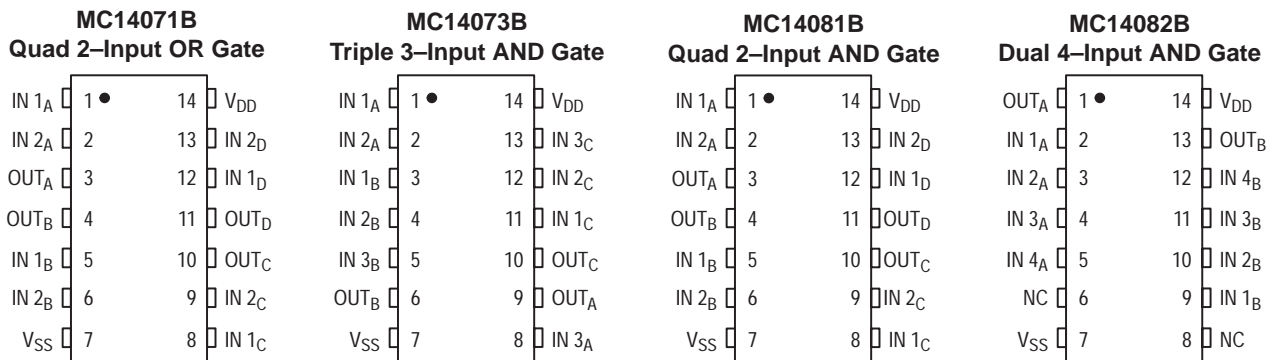 MC14071B
Quad 2–Input OR Gate
IN 1A 1 14 VDD
IN 2A 2 13 IN 2D
OUTA 3 12 IN 1D
OUTB 4 11 OUTD
IN 1B 5 10 OUTC
IN 2B 6 9 IN 2C
VSS 7 8 IN 1C
MC14073B
Triple 3–Input AND Gate
IN 1A 1 14 VDD
IN 2A 2 13 IN 3C
IN 1B 3 12 IN 2C
IN 2B 4 11 IN 1C
IN 3B 5 10 OUTC
OUTB 6 9 OUTA
VSS 7 8 IN 3A
MC14081B
Quad 2–Input AND Gate
IN 1A 1 14 VDD
IN 2A 2 13 IN 2D
OUTA 3 12 IN 1D
OUTB 4 11 OUTD
IN 1B 5 10 OUTC
IN 2B 6 9 IN 2C
VSS 7 8 IN 1C
MC14082B
Dual 4–Input AND Gate
OUTA 1 14 VDD
IN 1A 2 13 OUTB
IN 2A 3 12 IN 4B
IN 3A 4 11 IN 3B
IN 4A 5 10 IN 2B
NC 6 9 IN 1B
VSS 7 8 NC